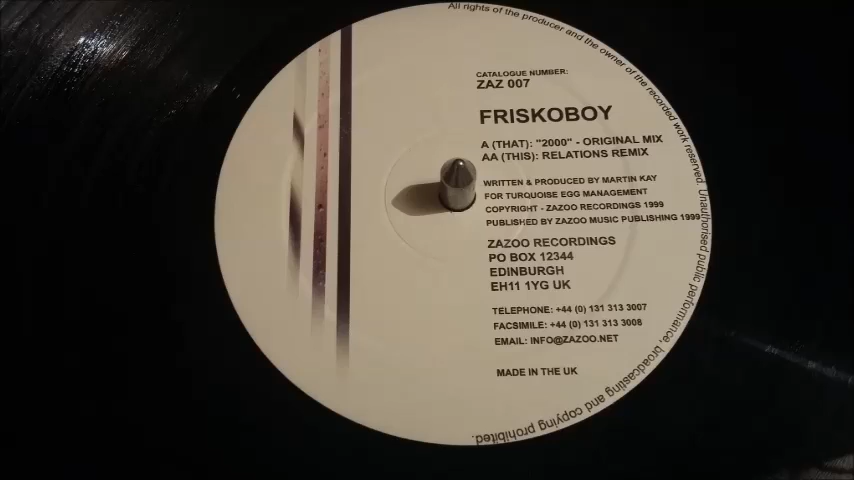 All rights of the producer and the owner of the recorded work reserved. Unauthorised public performance, broadcasting and copying prohibited.
CATALOGUE NUMBER:
ZAZ 007
FRISKOBOY
A (THAT): "2000" - ORIGINAL MIX
AA (THIS): RELATIONS REMIX
WRITTEN & PRODUCED BY MARTIN KAY
FOR TURQUOISE EGG MANAGEMENT
COPYRIGHT - ZAZOO RECORDINGS 1999
PUBLISHED BY ZAZOO MUSIC PUBLISHING 1999
ZAZOO RECORDINGS
PO BOX 12344
EDINBURGH
EH11 1YG UK
TELEPHONE: +44 (0) 131 313 3007
FACSIMILE: +44 (0) 131 313 3008
EMAIL: INFO@ZAZOO.NET
MADE IN THE UK